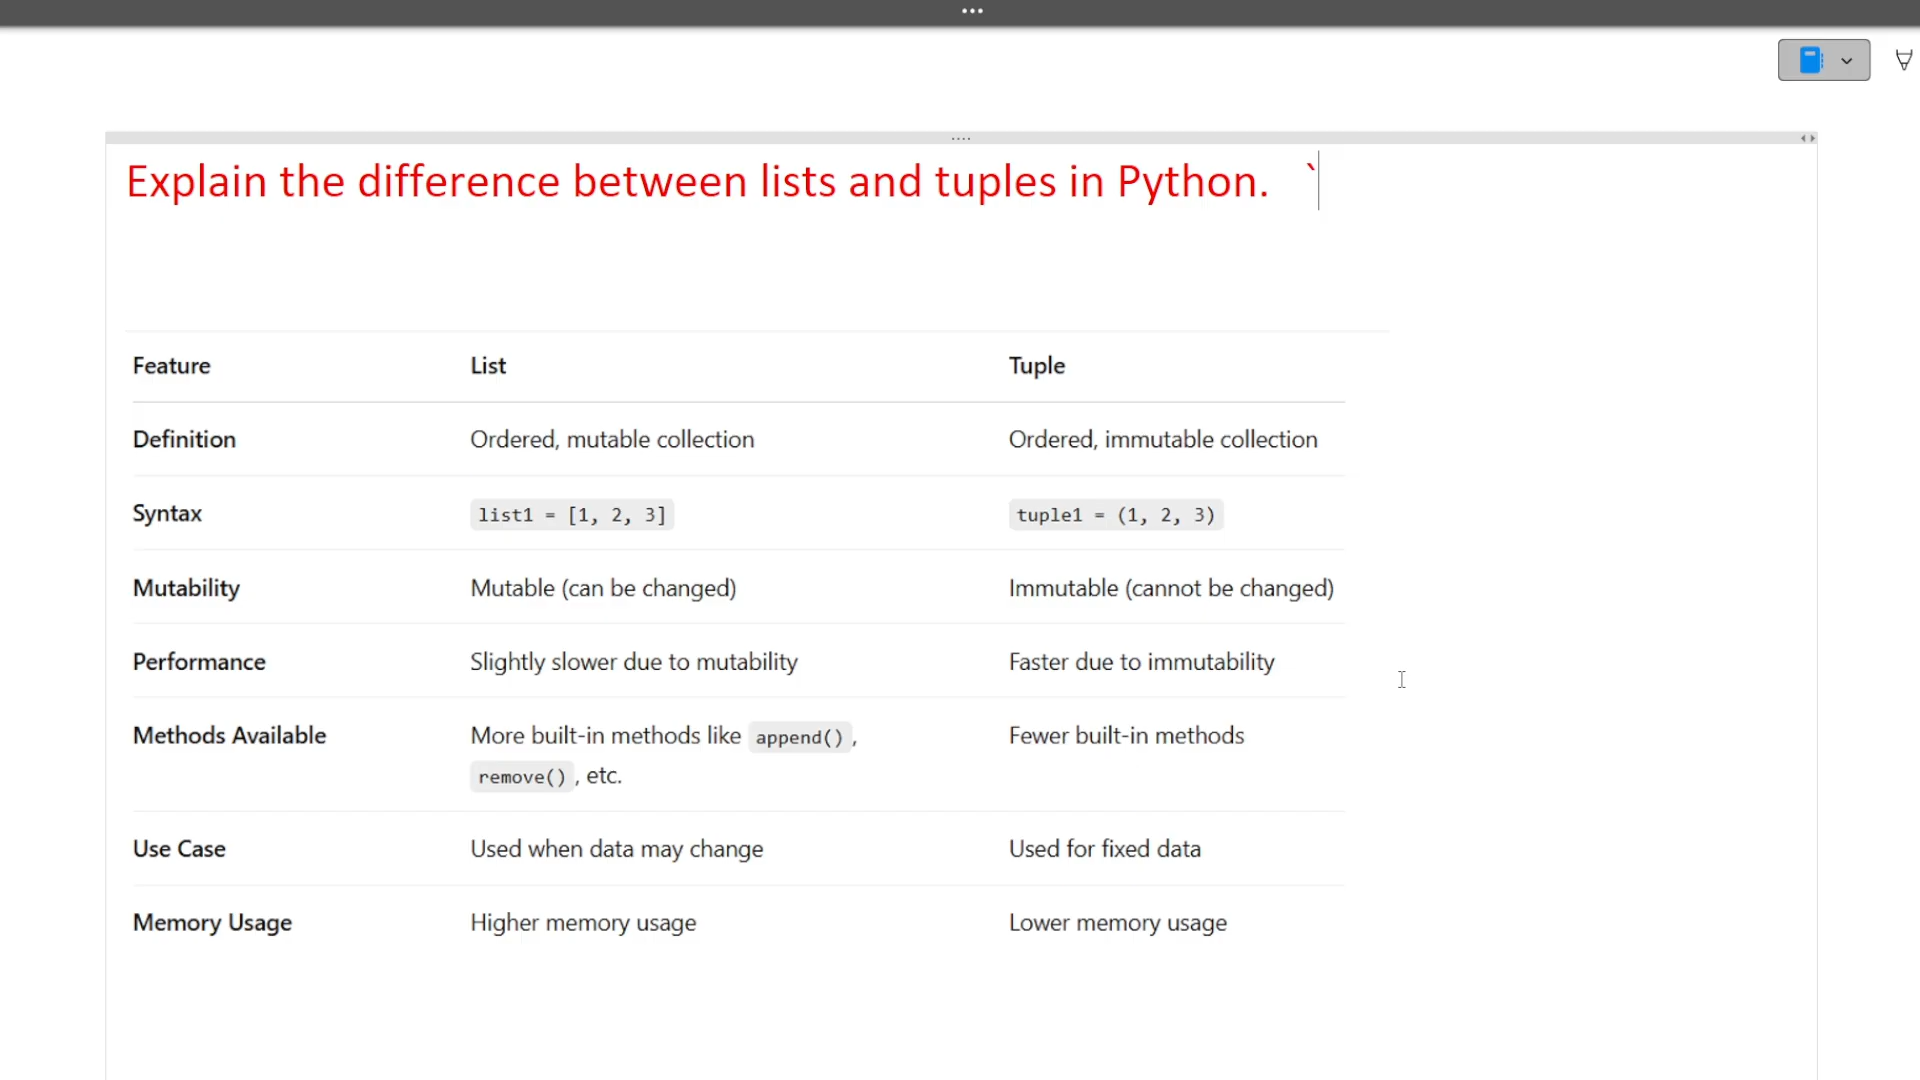 Explain the difference between lists and tuples in Python. `
Feature List Tuple
Definition Ordered, mutable collection Ordered, immutable collection
Syntax list1 = [1, 2, 3] tuple1 = (1, 2, 3)
Mutability Mutable (can be changed) Immutable (cannot be changed)
Performance Slightly slower due to mutability Faster due to immutability
Methods Available More built-in methods like append(), Fewer built-in methods
remove(), etc.
Use Case Used when data may change Used for fixed data
Memory Usage Higher memory usage Lower memory usage